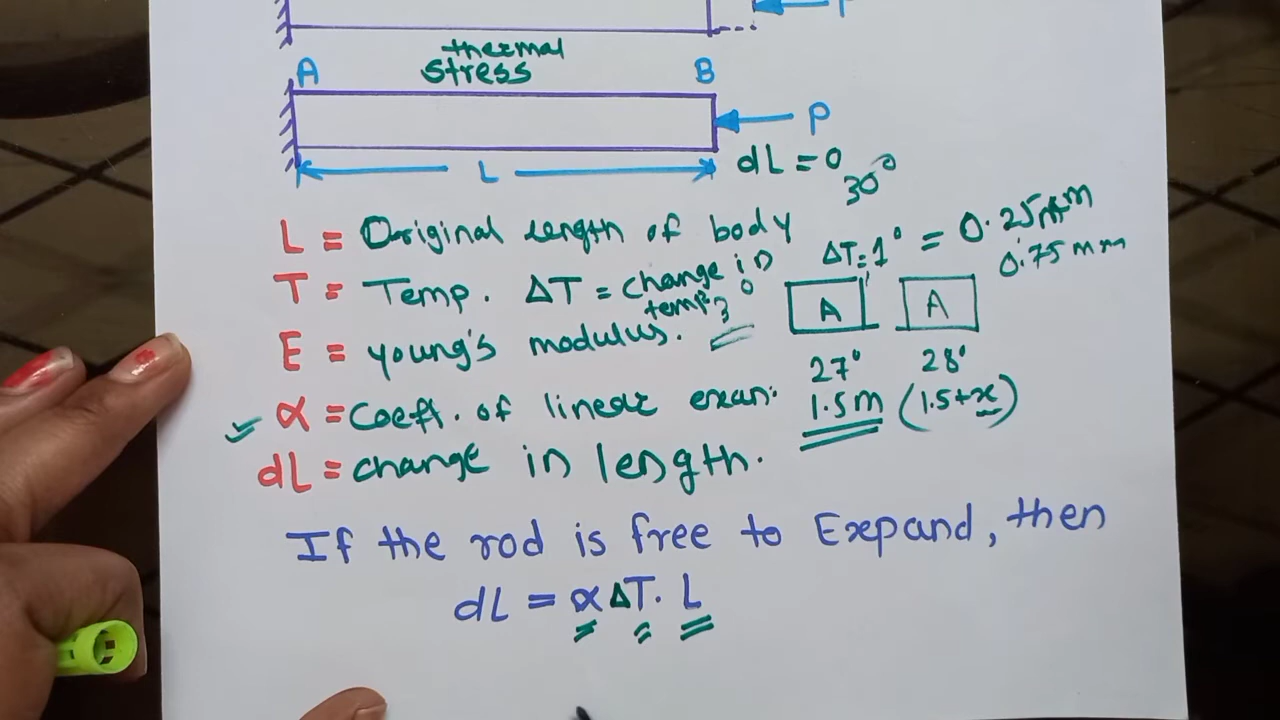 thermal
stress
A
B
P
L
dL = 0
30°
L = Original length of body
T = Temp. ΔT = change in
temp. 3°
E = young's modulus.
α = Coeft. of linear exan.
dL = change in length.
ΔT = 1° = 0.25mm
0.75mm
A A
27° 28°
1.5m (1.5+x)
If the rod is free to Expand, then
dL = α ΔT. L